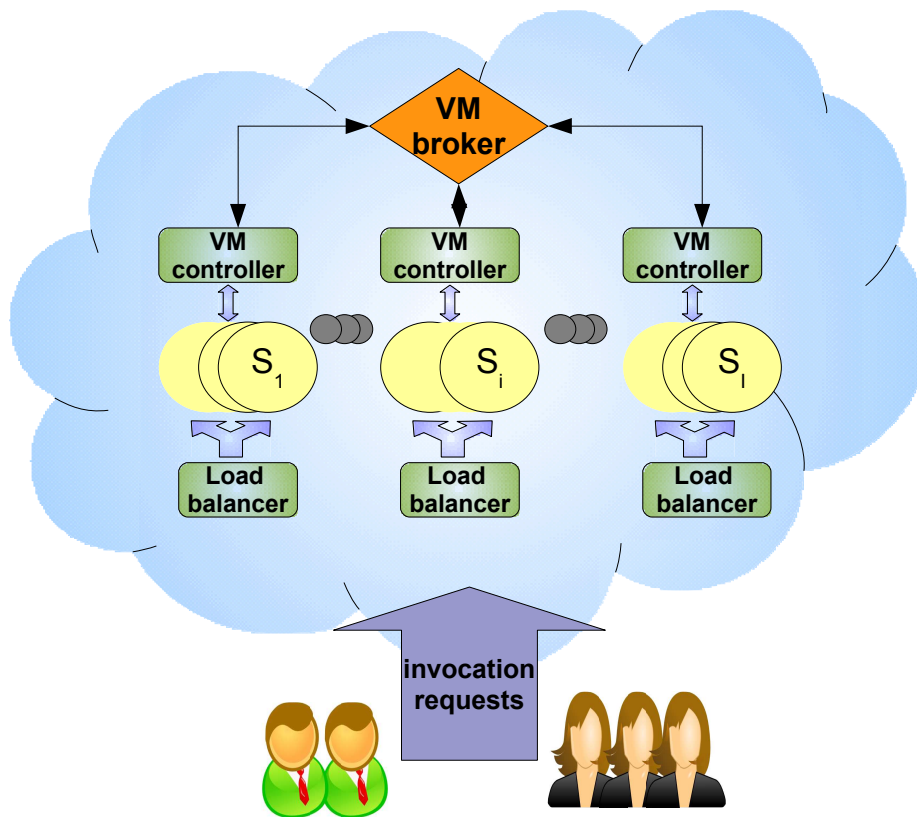 VM
broker
VM
controller
VM
controller
VM
controller
S1
Si
Sl
Load
balancer
Load
balancer
Load
balancer
invocation
requests